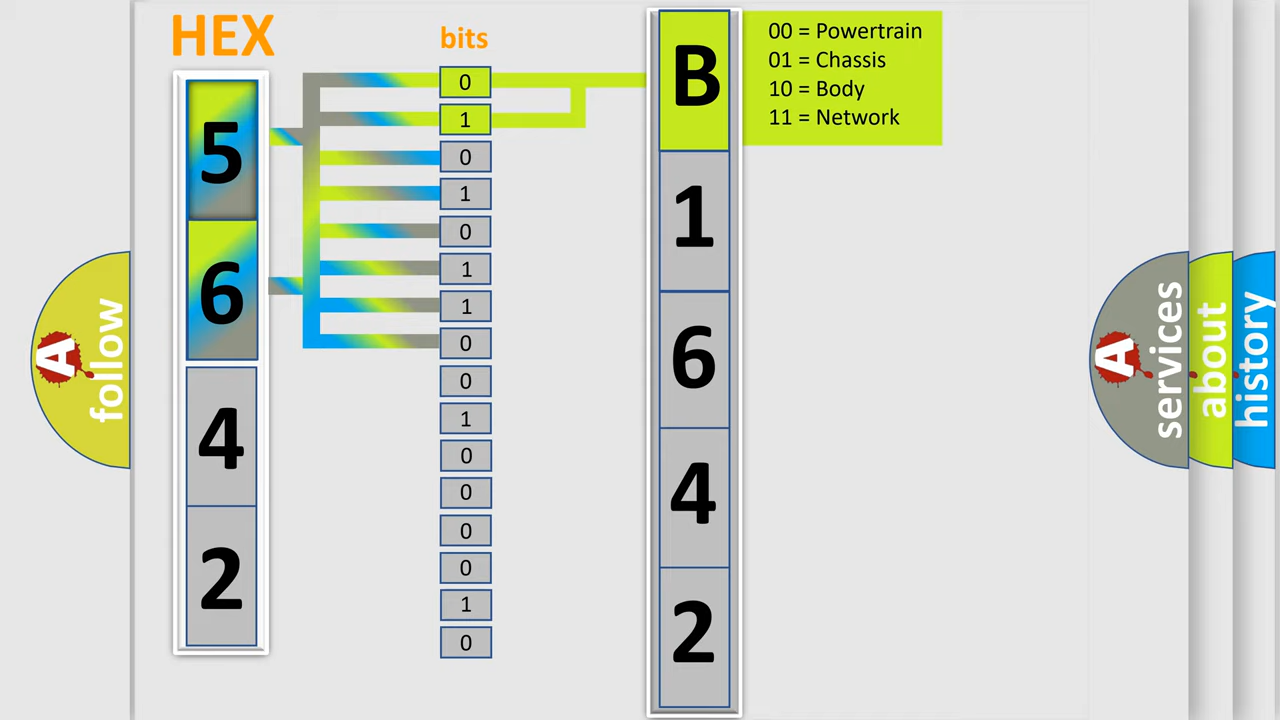 HEX
bits
5
6
4
2
0
1
0
1
0
1
1
0
0
1
0
0
0
0
1
0
B
1
6
4
2
00 = Powertrain
01 = Chassis
10 = Body
11 = Network
A
follow
A
services
about
history